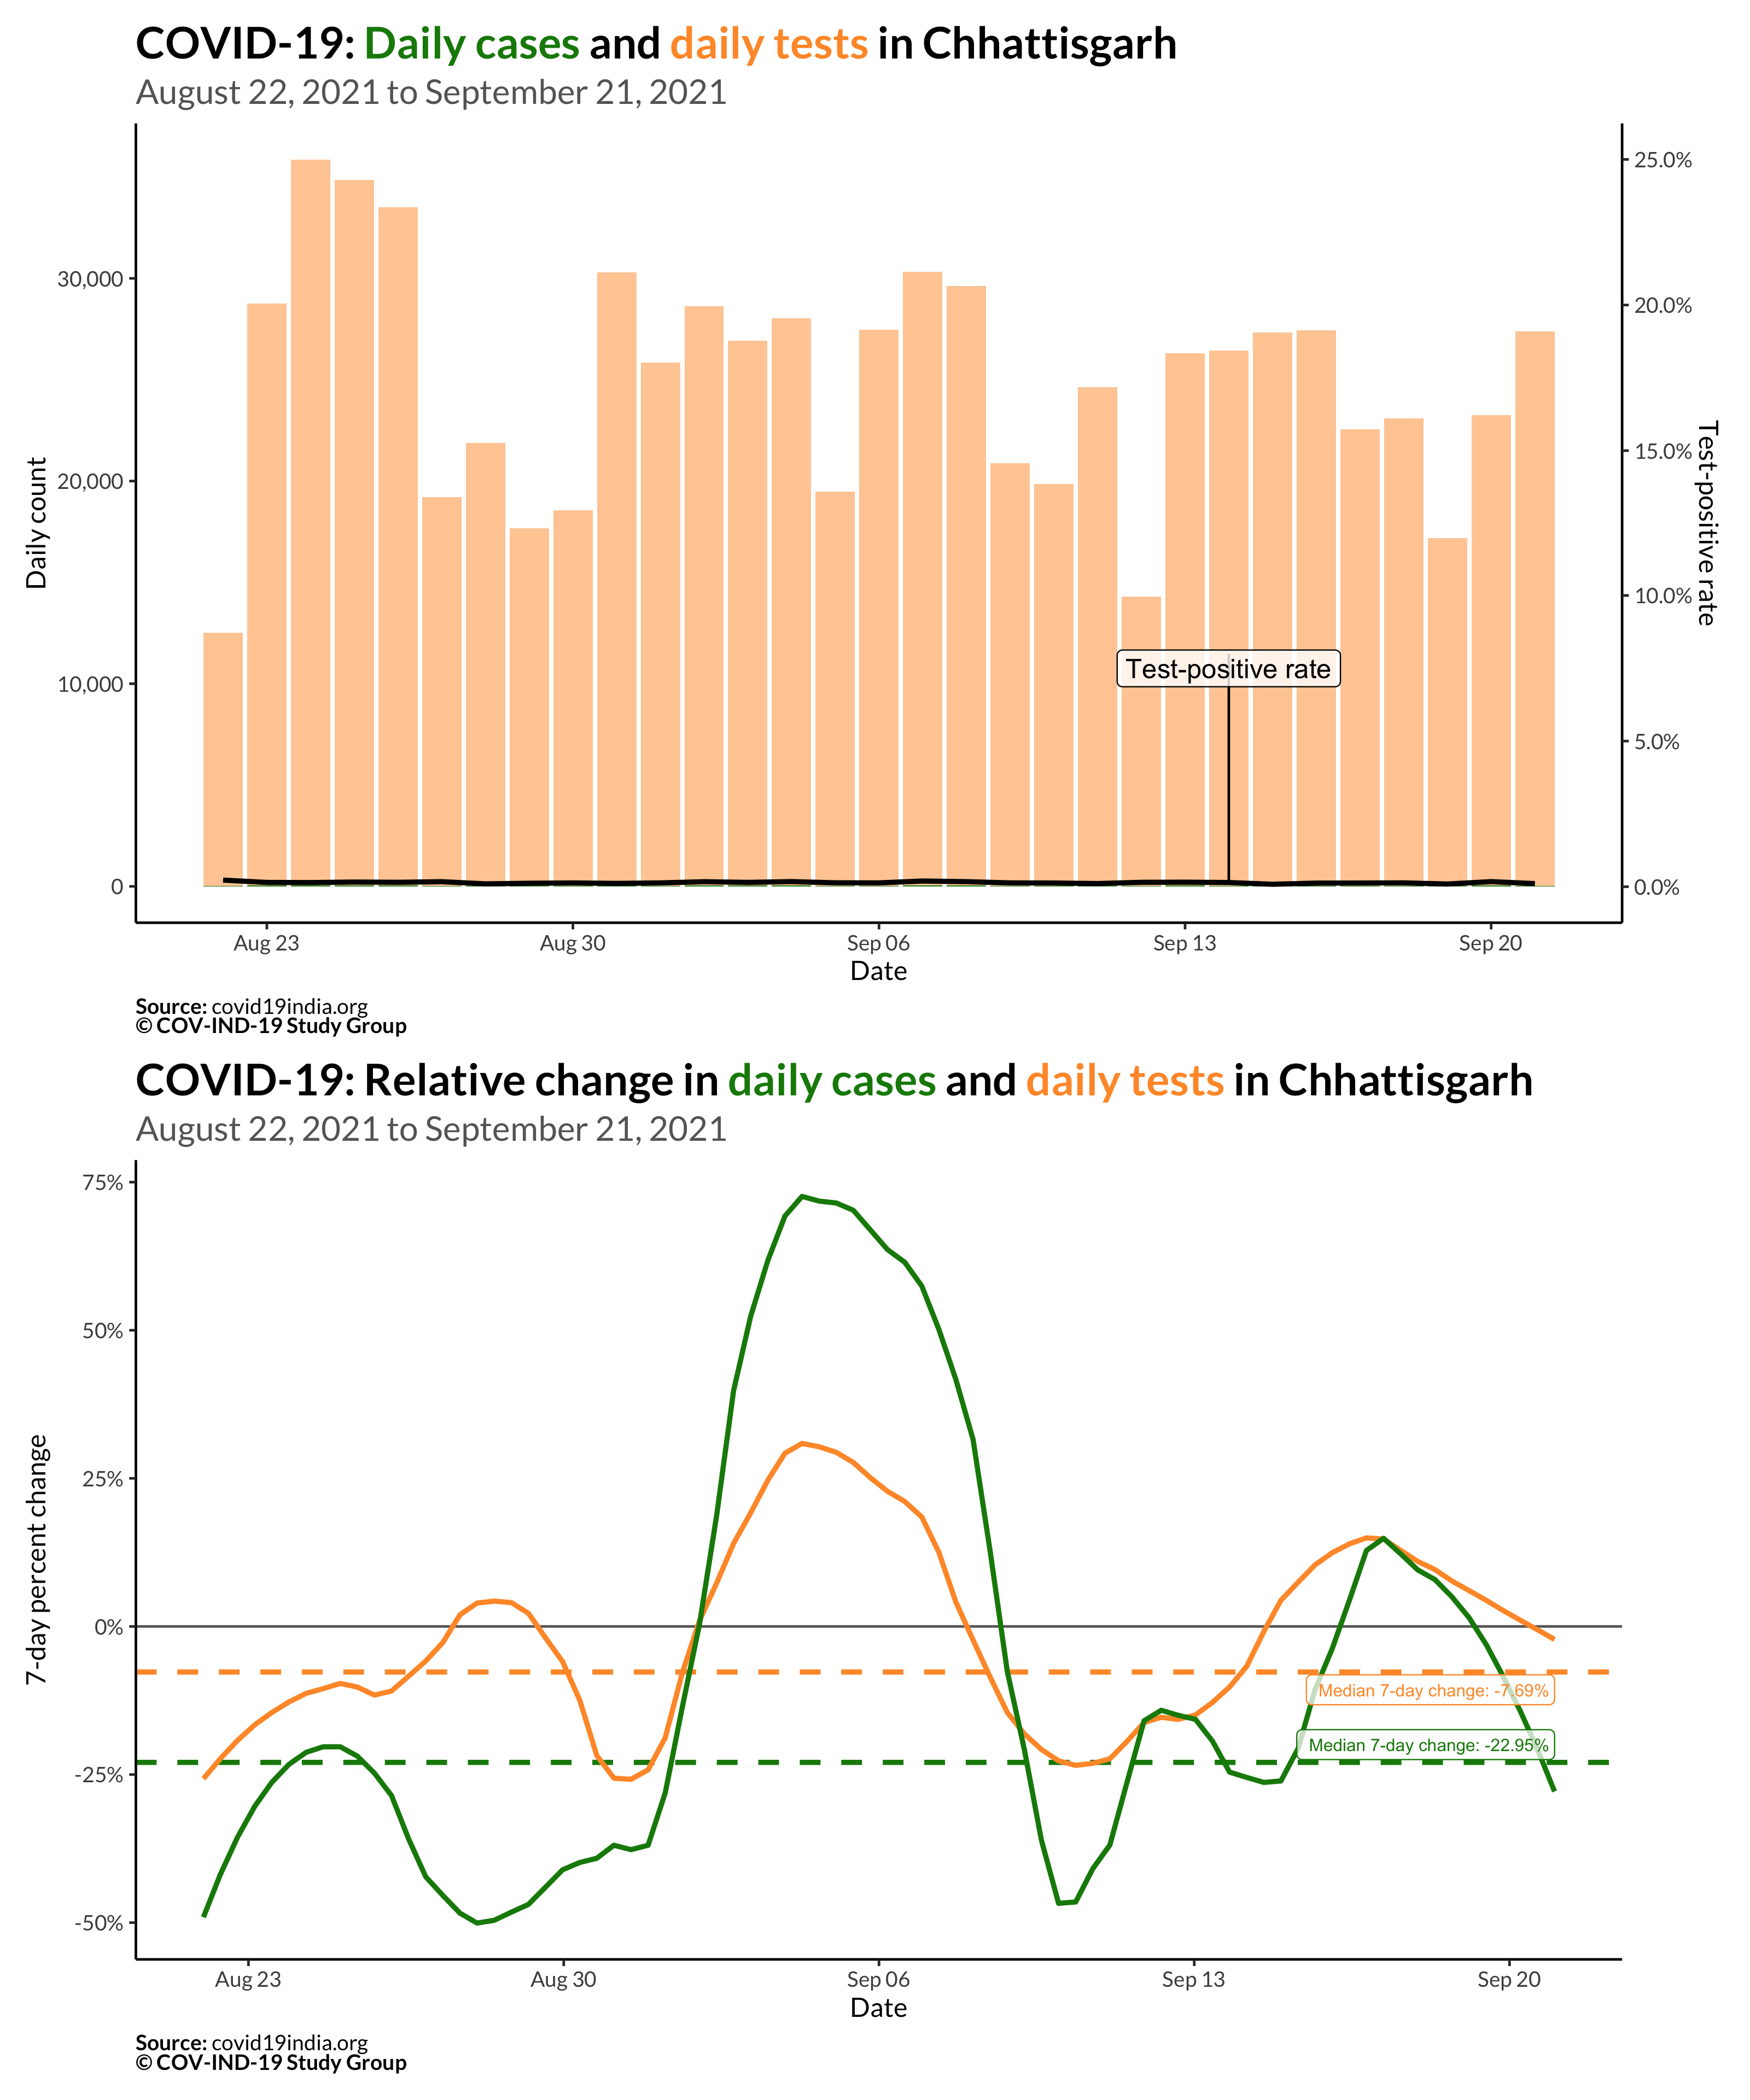 COVID-19: Daily cases and daily tests in Chhattisgarh
August 22, 2021 to September 21, 2021
Daily count
30,000
20,000
10,000
0
25.0%
20.0%
15.0%
10.0%
5.0%
0.0%
Test-positive rate
Test-positive rate
Aug 23 Aug 30 Sep 06 Sep 13 Sep 20
Date
Source: covid19india.org
© COV-IND-19 Study Group
COVID-19: Relative change in daily cases and daily tests in Chhattisgarh
August 22, 2021 to September 21, 2021
7-day percent change
75%
50%
25%
0%
-25%
-50%
Median 7-day change: -7.69%
Median 7-day change: -22.95%
Aug 23 Aug 30 Sep 06 Sep 13 Sep 20
Date
Source: covid19india.org
© COV-IND-19 Study Group